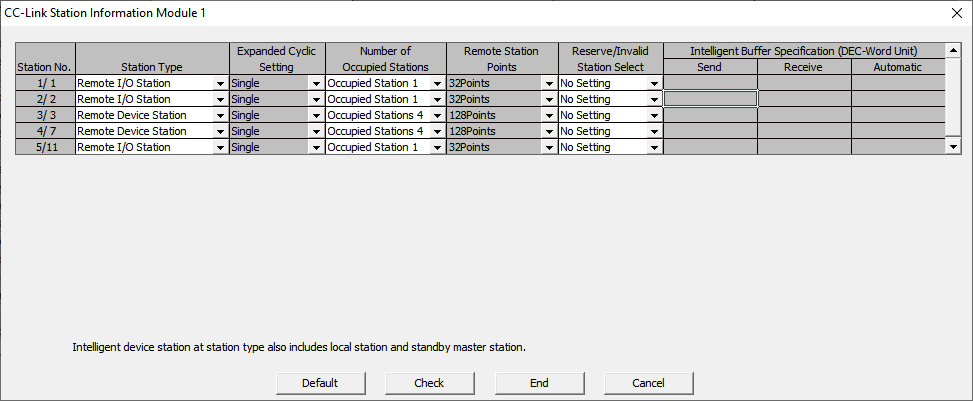 CC-Link Station Information Module 1
Expanded Cyclic Number of Remote Station Reserve/Invalid Intelligent Buffer Specification (DEC-Word Unit)
Station No. Station Type Setting Occupied Stations Points Station Select Send Receive Automatic
1/ 1 Remote I/O Station Single Occupied Station 1 32Points No Setting
2/ 2 Remote I/O Station Single Occupied Station 1 32Points No Setting
3/ 3 Remote Device Station Single Occupied Stations 4 128Points No Setting
4/ 7 Remote Device Station Single Occupied Stations 4 128Points No Setting
5/11 Remote I/O Station Single Occupied Station 1 32Points No Setting
Intelligent device station at station type also includes local station and standby master station.
Default Check End Cancel